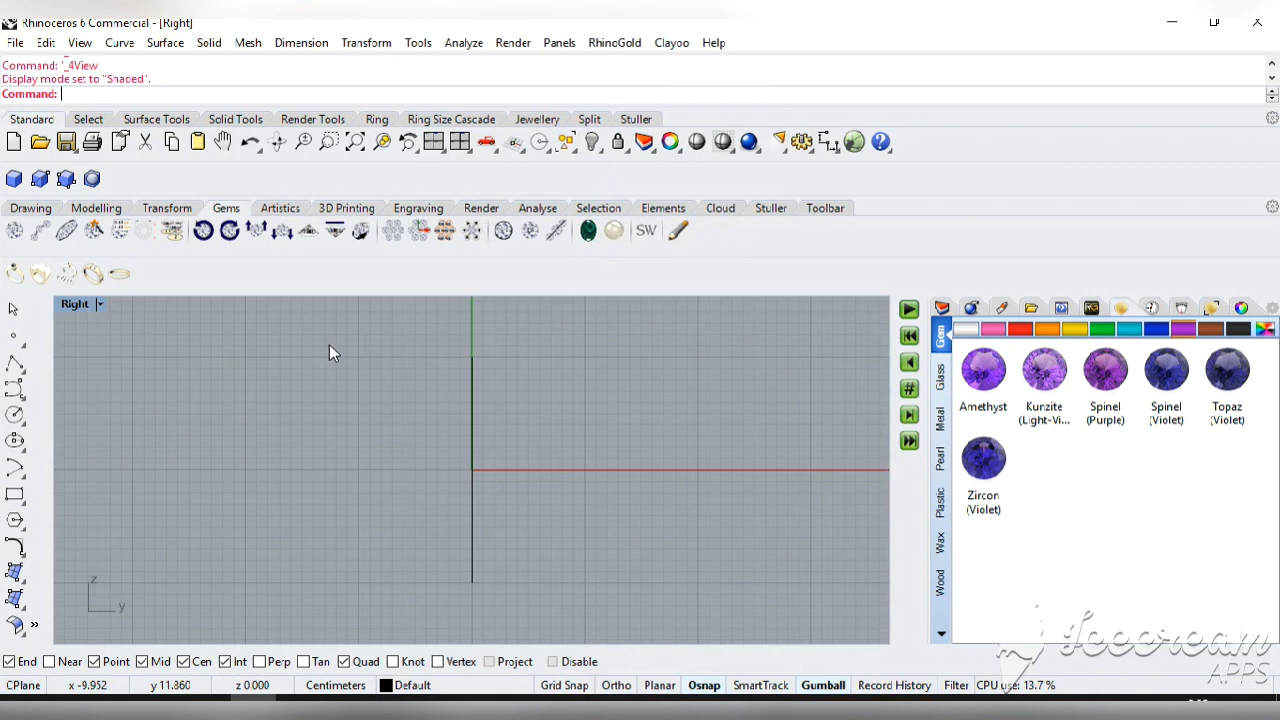 Rhinoceros 6 Commercial - [Right]
File Edit View Curve Surface Solid Mesh Dimension Transform Tools Analyze Render Panels RhinoGold Clayoo Help
Command: '_4View
Display mode set to "Shaded".
Command:
Standard Select Surface Tools Solid Tools Render Tools Ring Ring Size Cascade Jewellery Split Stuller
Drawing Modelling Transform Gems Artistics 3D Printing Engraving Render Analyse Selection Elements Cloud Stuller Toolbar
SW
Right
Gem
Glass
Metal
Pearl
Plastic
Wax
Wood
Amethyst Kunzite (Light-Vi... Spinel (Purple) Spinel (Violet) Topaz (Violet)
Zircon (Violet)
z
y
Icecream
APPS
End Near Point Mid Cen Int Perp Tan Quad Knot Vertex Project Disable
CPlane x -9.952 y 11.860 z 0.000 Centimeters Default Grid Snap Ortho Planar Osnap SmartTrack Gumball Record History Filter CPU use: 13.7 %